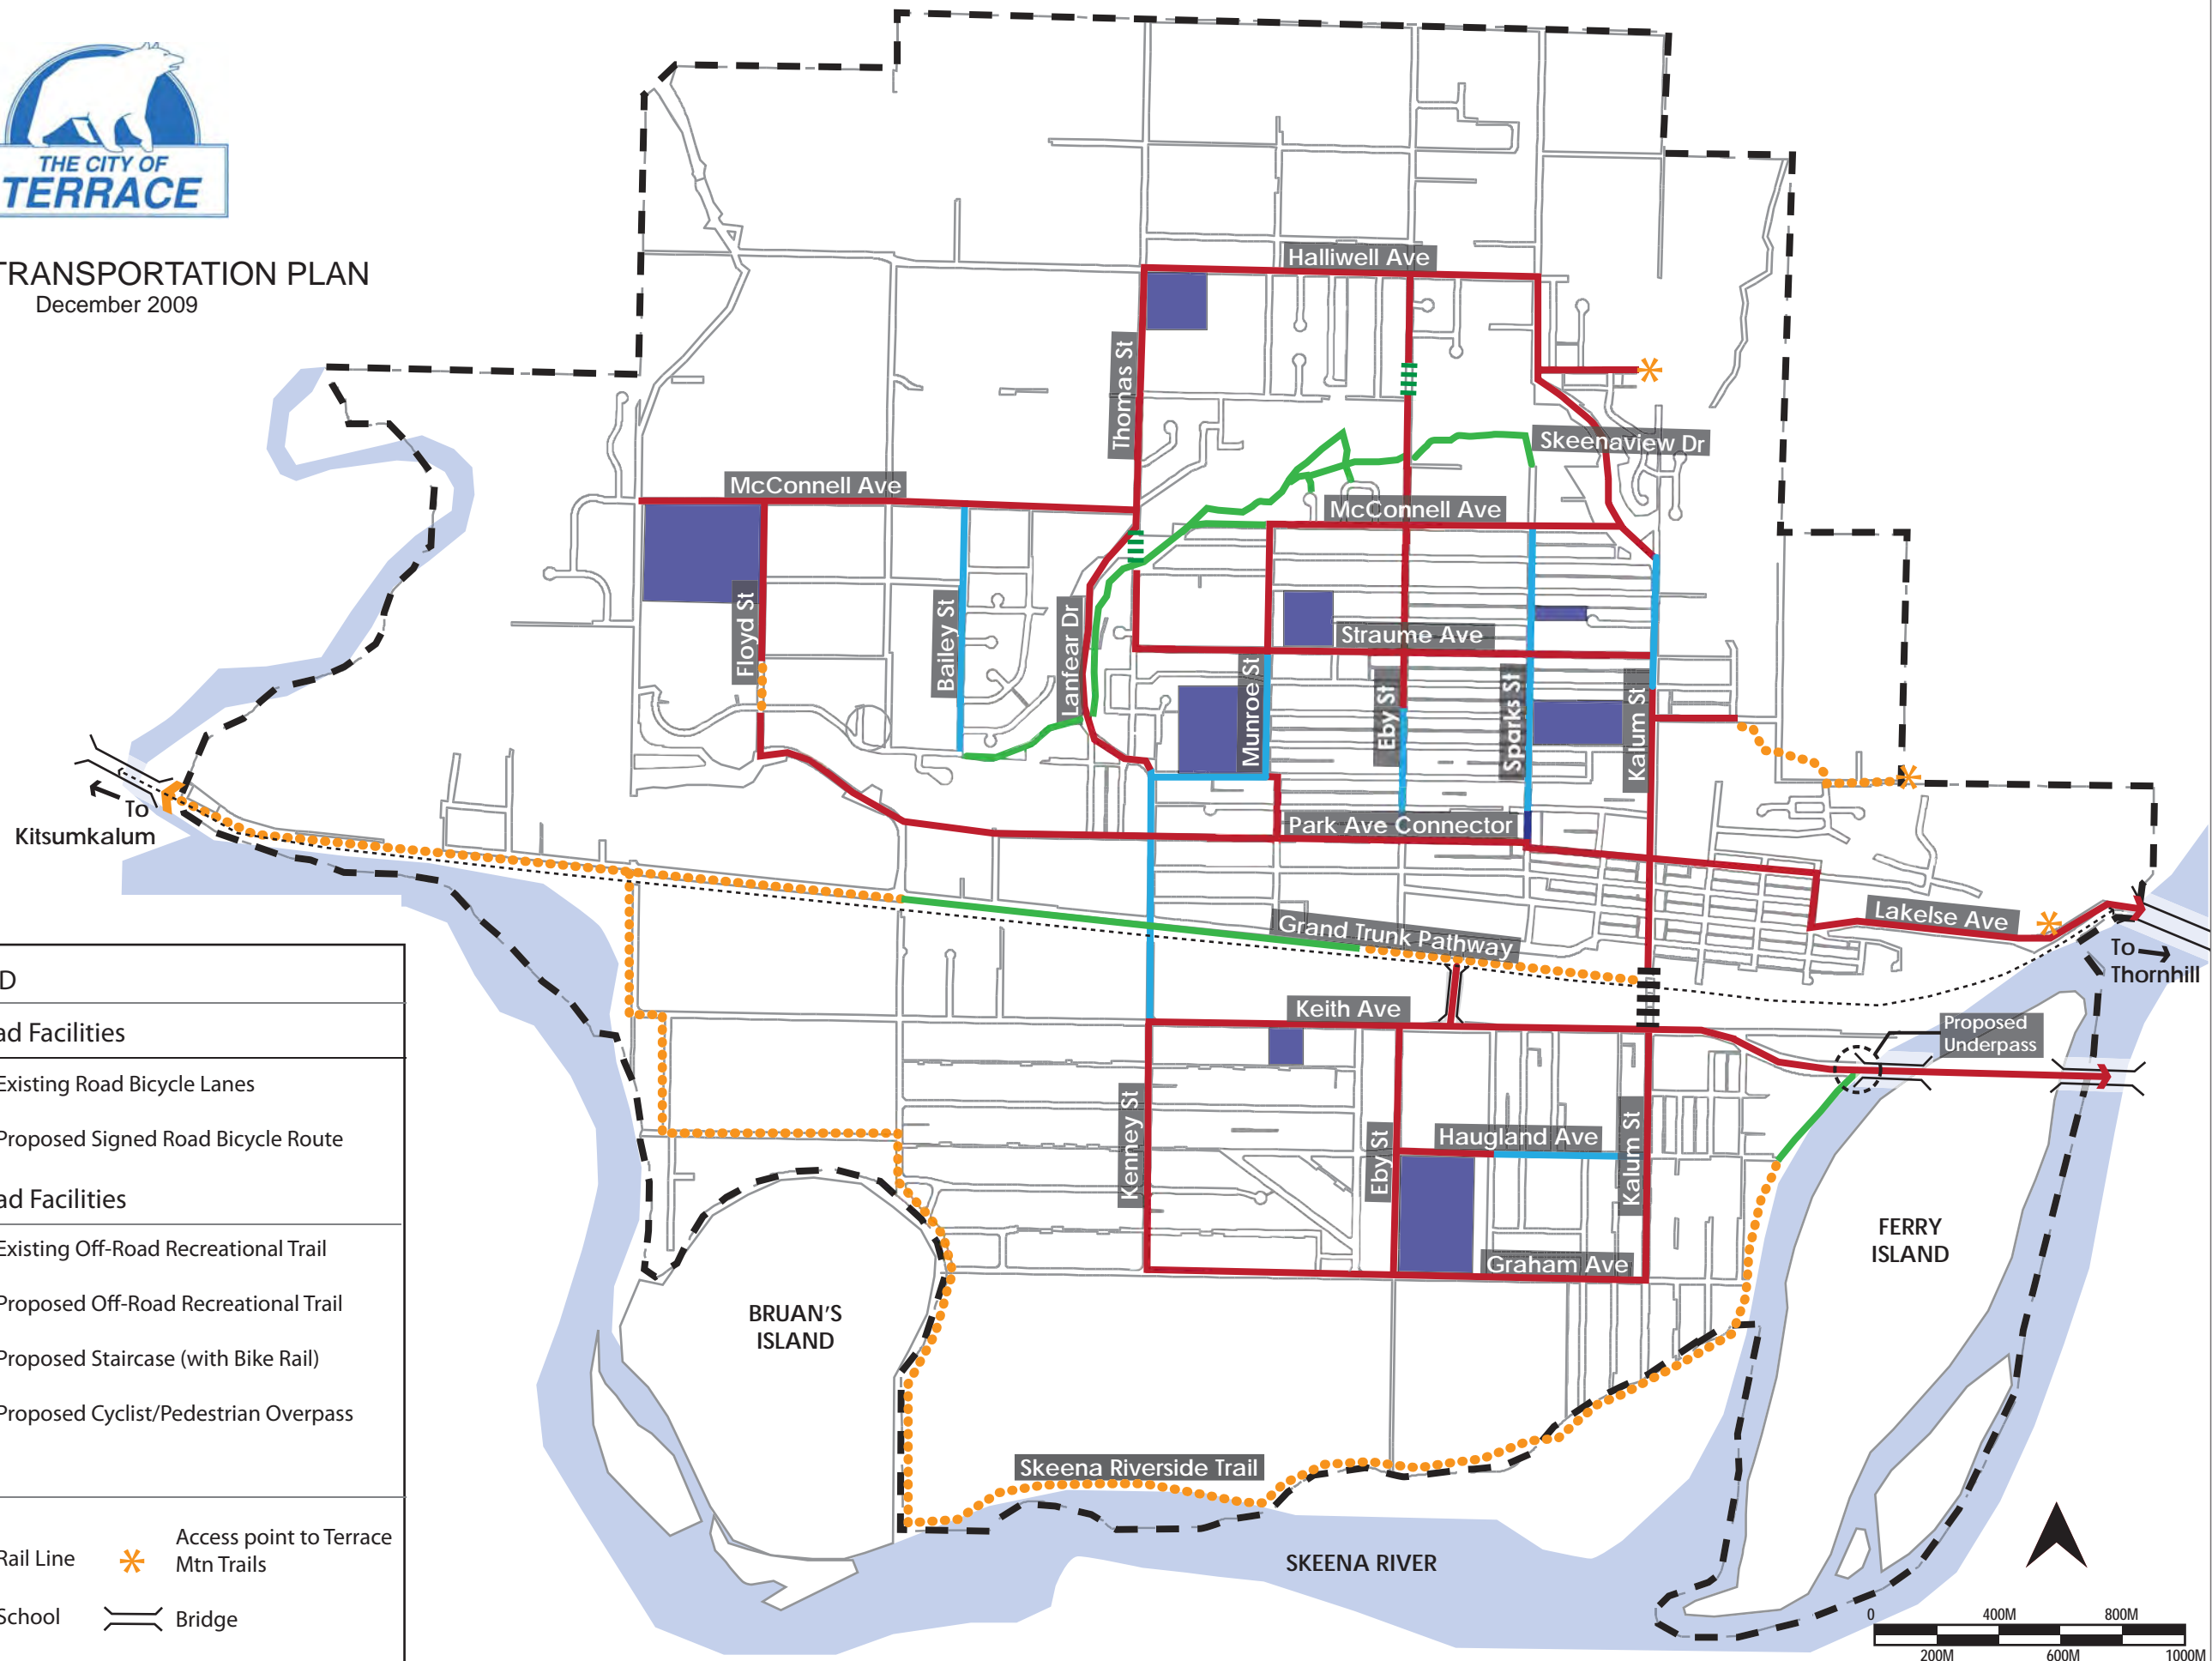 THE CITY OF
TERRACE
TRANSPORTATION PLAN
December 2009
Halliwell Ave
Thomas St
Skeenaview Dr
McConnell Ave
McConnell Ave
Floyd St
Bailey St
Lanfear Dr
Straume Ave
Munroe St
Eby St
Sparks St
Kalum St
To
Kitsumkalum
Park Ave Connector
Lakelse Ave
Grand Trunk Pathway
To
Thornhill
Keith Ave
Proposed
Underpass
Kenney St
Eby St
Haugland Ave
Kalum St
Graham Ave
FERRY
ISLAND
BRUAN'S
ISLAND
Skeena Riverside Trail
SKEENA RIVER
D
ad Facilities
Existing Road Bicycle Lanes
Proposed Signed Road Bicycle Route
ad Facilities
Existing Off-Road Recreational Trail
Proposed Off-Road Recreational Trail
Proposed Staircase (with Bike Rail)
Proposed Cyclist/Pedestrian Overpass
Rail Line
Access point to Terrace
Mtn Trails
School
Bridge
0 400M 800M
200M 600M 1000M